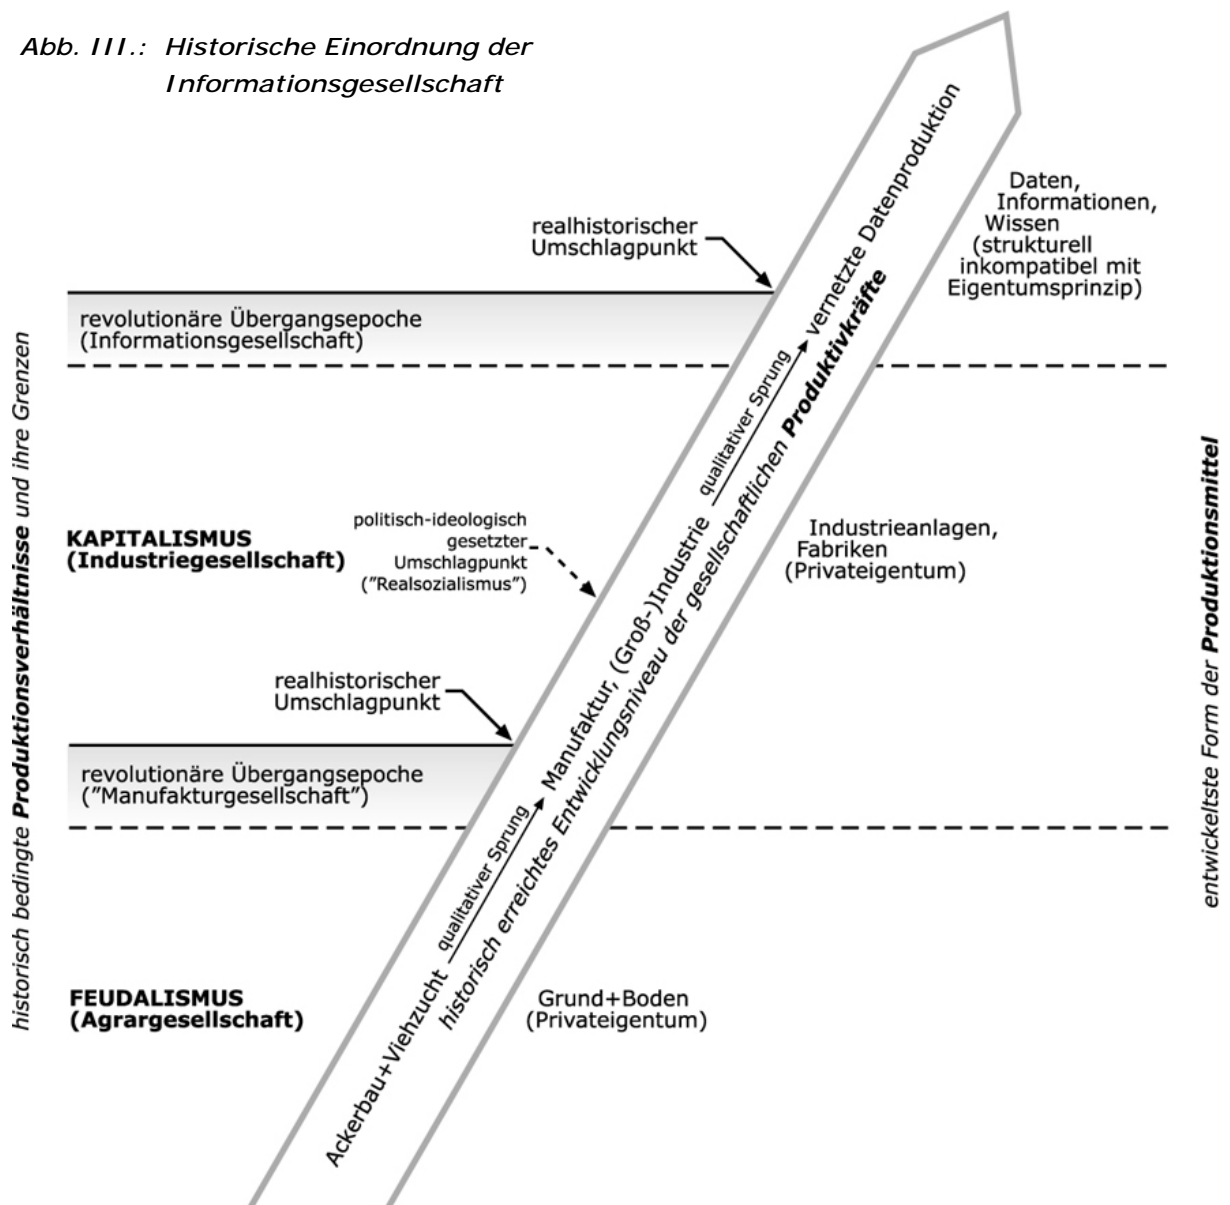 Abb. III.: Historische Einordnung der
Informationsgesellschaft
realhistorischer
Umschlagpunkt
revolutionäre Übergangsepoche
(Informationsgesellschaft)
Daten,
Informationen,
Wissen
(strukturell
inkompatibel mit
Eigentumsprinzip)
KAPITALISMUS
(Industriegesellschaft)
politisch-ideologisch
gesetzter
Umschlagpunkt
("Realsozialismus")
Industrieanlagen,
Fabriken
(Privateigentum)
realhistorischer
Umschlagpunkt
revolutionäre Übergangsepoche
("Manufakturgesellschaft")
FEUDALISMUS
(Agrargesellschaft)
Grund+Boden
(Privateigentum)
Ackerbau+Viehzucht
qualitativer Sprung
Manufaktur, (Groß-)Industrie
qualitativer Sprung
vernetzte Datenproduktion
historisch erreichtes Entwicklungsniveau der gesellschaftlichen Produktivkräfte
historisch bedingte Produktionsverhältnisse und ihre Grenzen
entwickeltste Form der Produktionsmittel